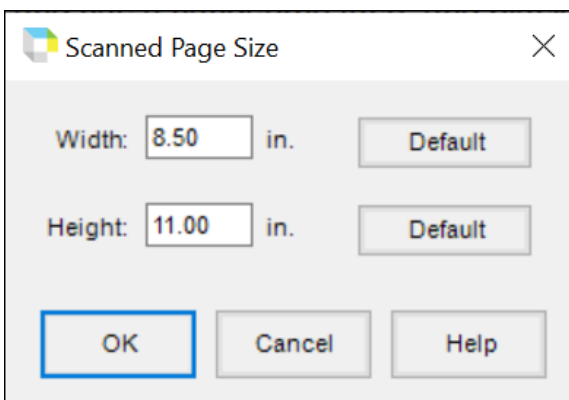 Scanned Page Size
Width: 8.50 in. Default
Height: 11.00 in. Default
OK Cancel Help